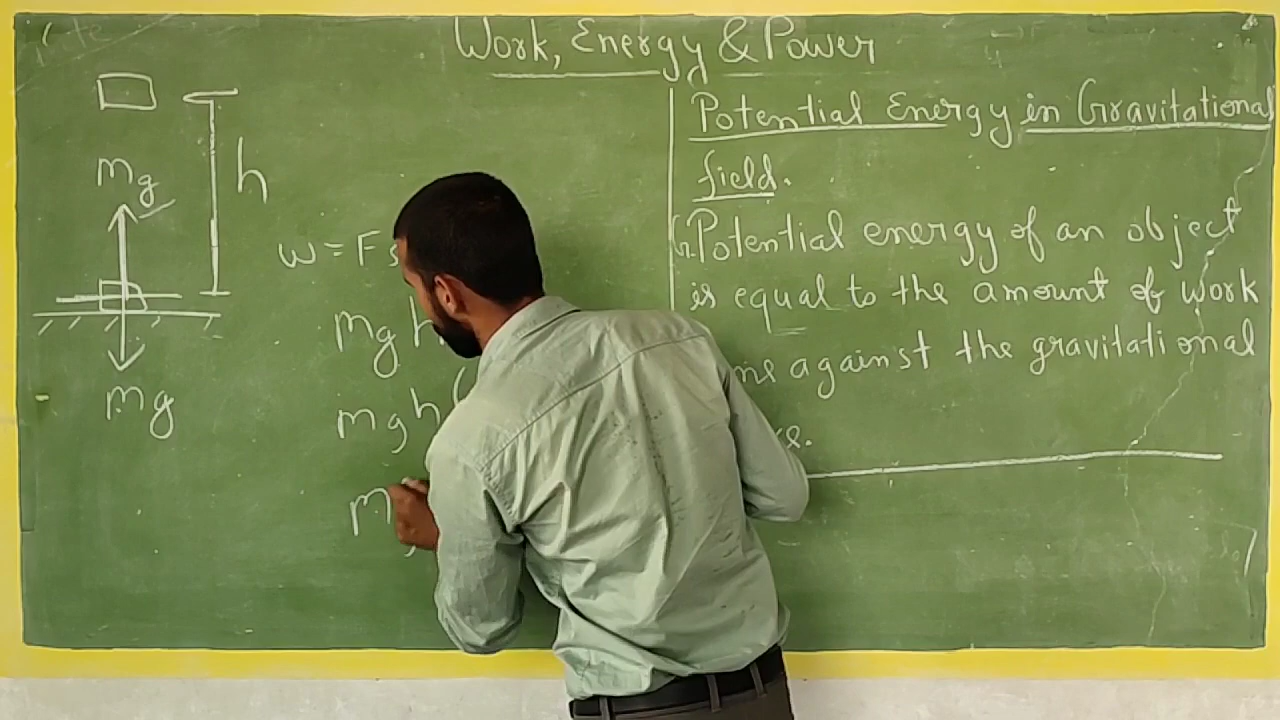 Work, Energy & Power
mg
h
mg
W = Fs
mgh
mgh (
m
Potential Energy in Gravitational
field.
Potential energy of an object
is equal to the amount of work
against the gravitational